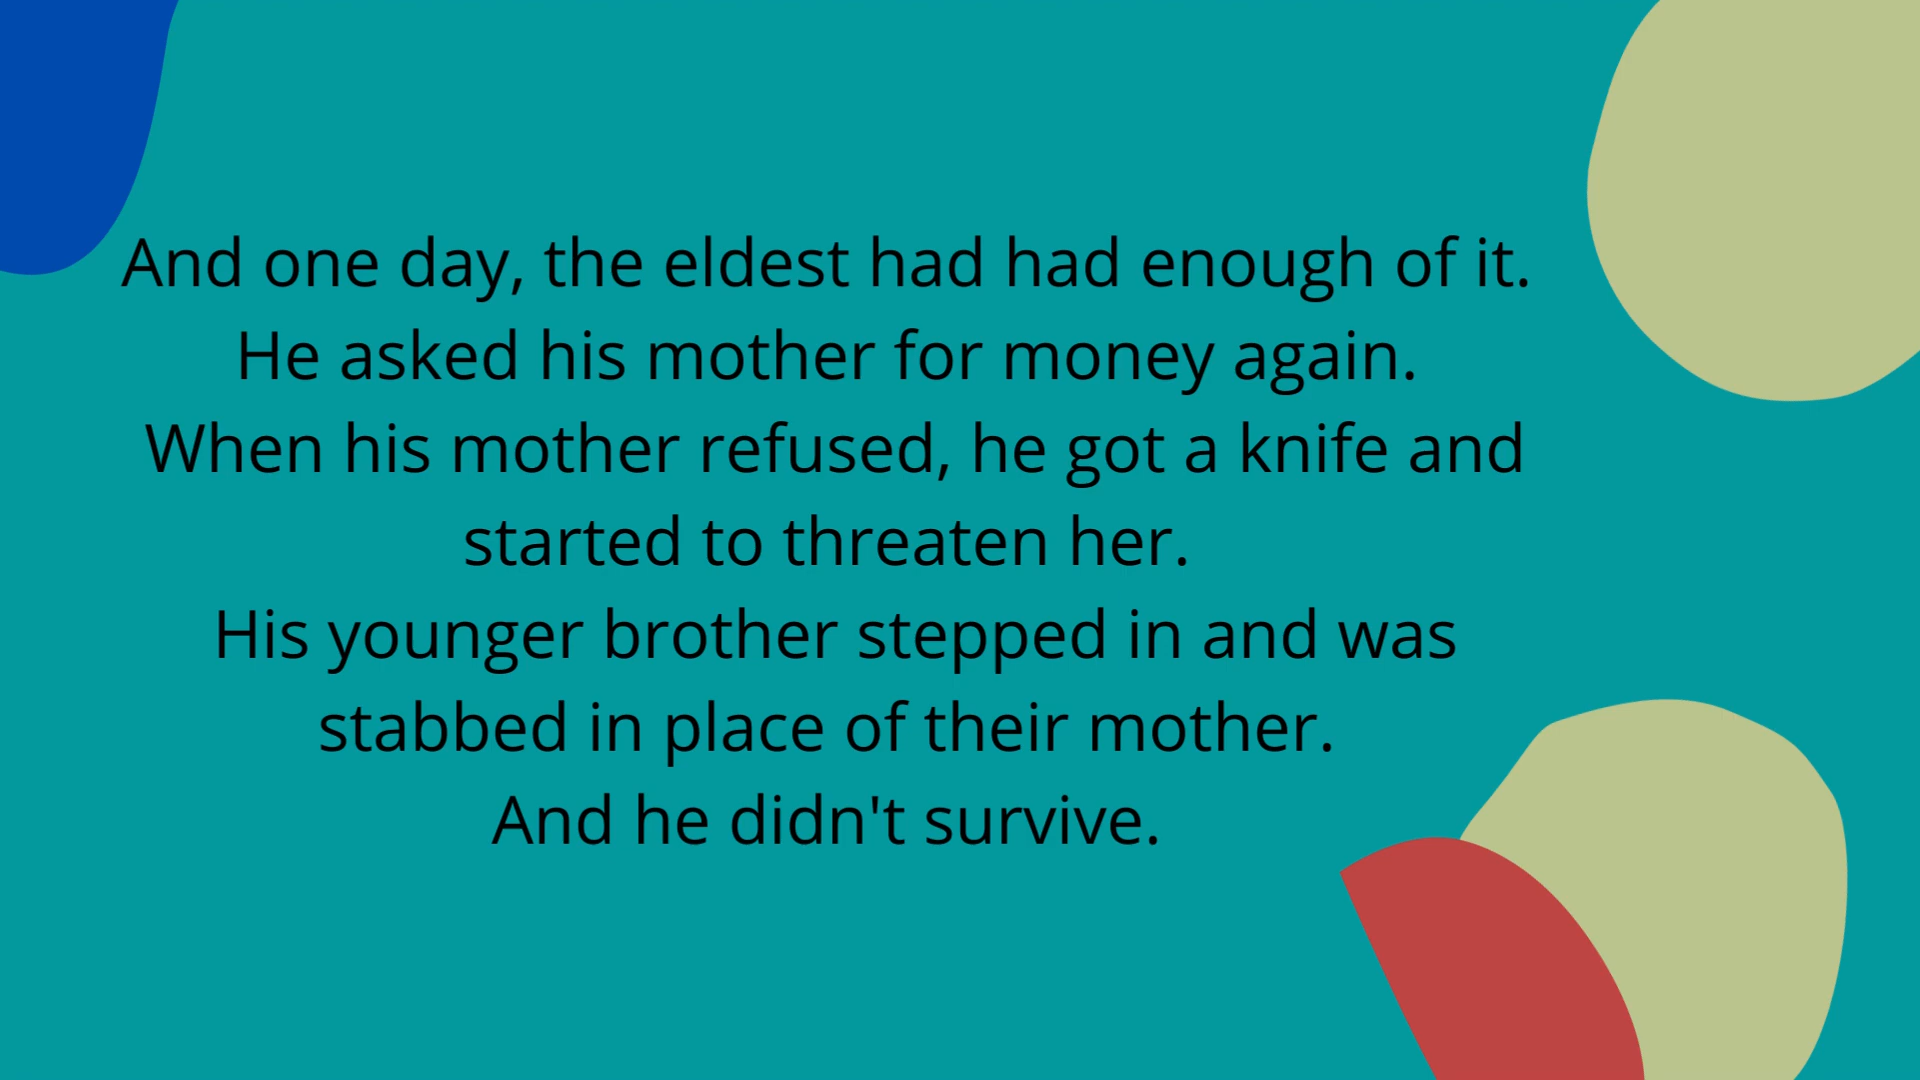 And one day, the eldest had had enough of it.
He asked his mother for money again.
When his mother refused, he got a knife and
started to threaten her.
His younger brother stepped in and was
stabbed in place of their mother.
And he didn't survive.